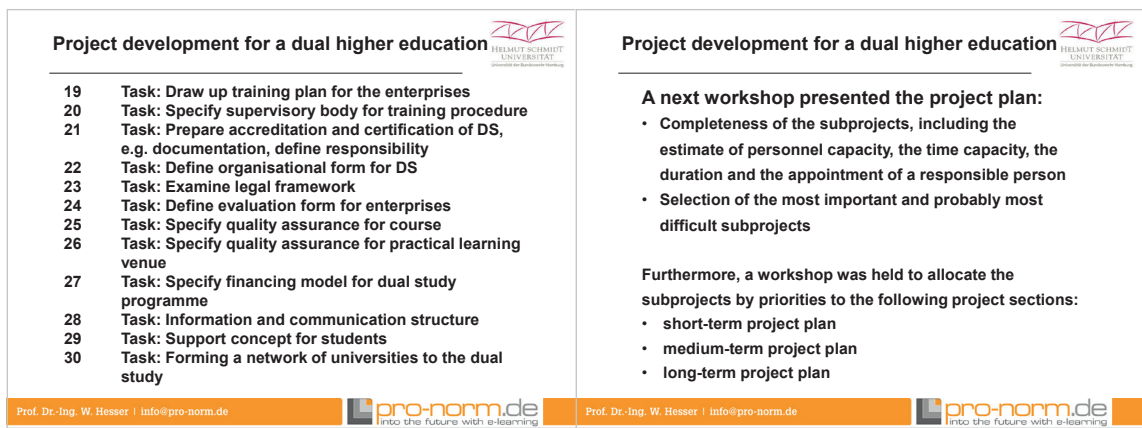 Project development for a dual higher education
HELMUT SCHMIDT
UNIVERSITÄT
Universität der Bundeswehr Hamburg
19 Task: Draw up training plan for the enterprises
20 Task: Specify supervisory body for training procedure
21 Task: Prepare accreditation and certification of DS,
e.g. documentation, define responsibility
22 Task: Define organisational form for DS
23 Task: Examine legal framework
24 Task: Define evaluation form for enterprises
25 Task: Specify quality assurance for course
26 Task: Specify quality assurance for practical learning
venue
27 Task: Specify financing model for dual study
programme
28 Task: Information and communication structure
29 Task: Support concept for students
30 Task: Forming a network of universities to the dual
study
Prof. Dr.-Ing. W. Hesser | info@pro-norm.de
pro-norm.de
into the future with e-learning
Project development for a dual higher education
HELMUT SCHMIDT
UNIVERSITÄT
Universität der Bundeswehr Hamburg
A next workshop presented the project plan:
• Completeness of the subprojects, including the
estimate of personnel capacity, the time capacity, the
duration and the appointment of a responsible person
• Selection of the most important and probably most
difficult subprojects
Furthermore, a workshop was held to allocate the
subprojects by priorities to the following project sections:
• short-term project plan
• medium-term project plan
• long-term project plan
Prof. Dr.-Ing. W. Hesser | info@pro-norm.de
pro-norm.de
into the future with e-learning